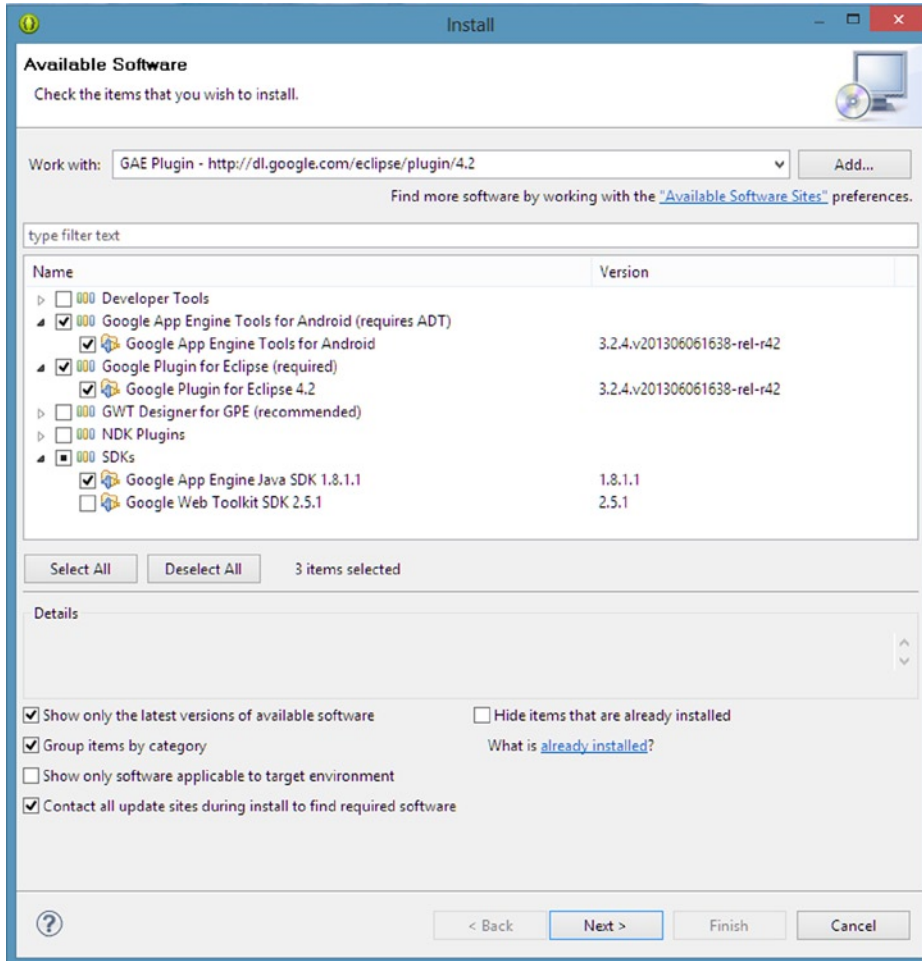 Install
Available Software
Check the items that you wish to install.
Work with: GAE Plugin - http://dl.google.com/eclipse/plugin/4.2 Add...
Find more software by working with the "Available Software Sites" preferences.
type filter text
Name Version
Developer Tools
Google App Engine Tools for Android (requires ADT)
Google App Engine Tools for Android 3.2.4.v201306061638-rel-r42
Google Plugin for Eclipse (required)
Google Plugin for Eclipse 4.2 3.2.4.v201306061638-rel-r42
GWT Designer for GPE (recommended)
NDK Plugins
SDKs
Google App Engine Java SDK 1.8.1.1 1.8.1.1
Google Web Toolkit SDK 2.5.1 2.5.1
Select All Deselect All 3 items selected
Details
Show only the latest versions of available software Hide items that are already installed
Group items by category What is already installed?
Show only software applicable to target environment
Contact all update sites during install to find required software
? < Back Next > Finish Cancel